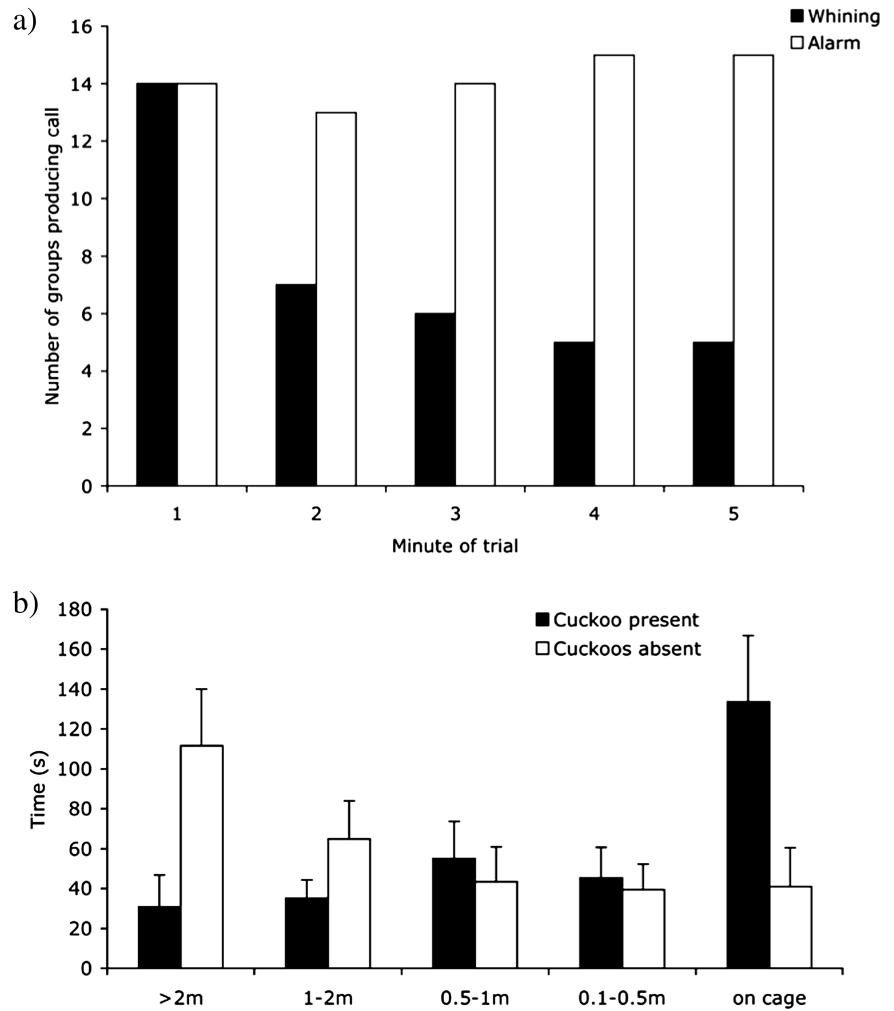 a)
Whining
Alarm
16
14
12
10
8
6
4
2
0
Number of groups producing call
1 2 3 4 5
Minute of trial
b)
Cuckoo present
Cuckoos absent
180
160
140
120
100
80
60
40
20
0
Time (s)
>2m 1-2m 0.5-1m 0.1-0.5m on cage